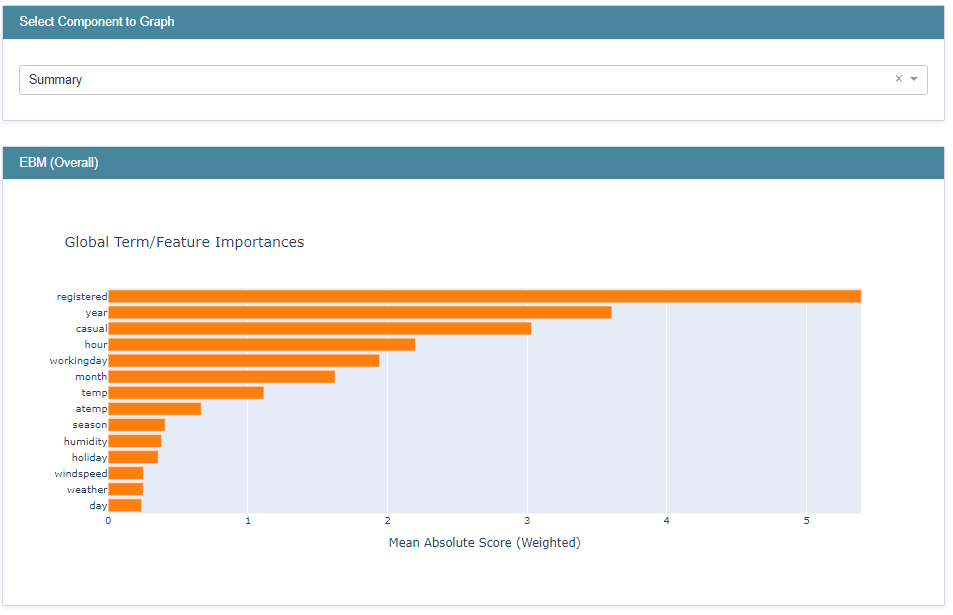 Select Component to Graph
Summary × 
EBM (Overall)
Global Term/Feature Importances
registered
year
casual
hour
workingday
month
temp
atemp
season
humidity
holiday
windspeed
weather
day
0 1 2 3 4 5
Mean Absolute Score (Weighted)